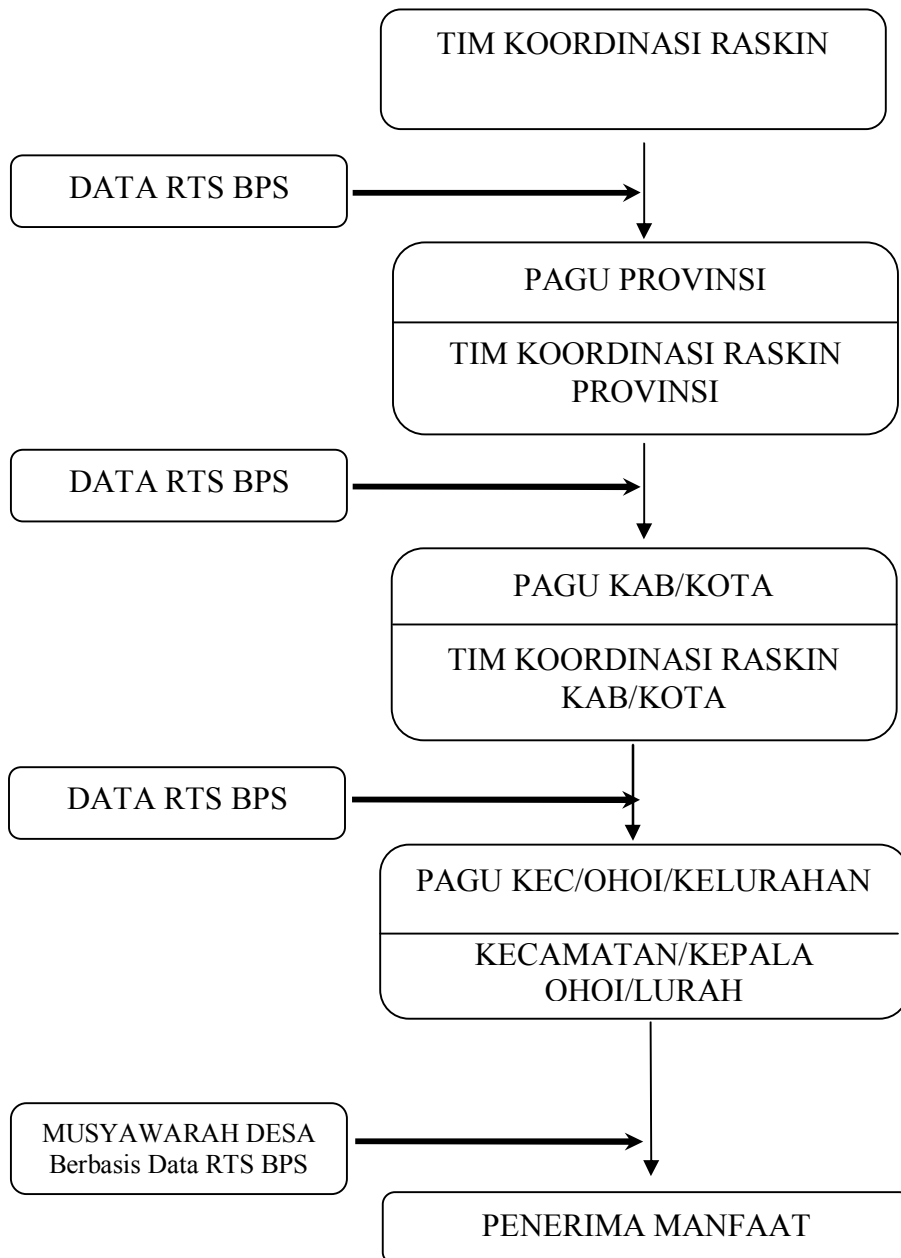 TIM KOORDINASI RASKIN
DATA RTS BPS
PAGU PROVINSI
TIM KOORDINASI RASKIN
PROVINSI
DATA RTS BPS
PAGU KAB/KOTA
TIM KOORDINASI RASKIN
KAB/KOTA
DATA RTS BPS
PAGU KEC/OHOI/KELURAHAN
KECAMATAN/KEPALA
OHOI/LURAH
MUSYAWARAH DESA
Berbasis Data RTS BPS
PENERIMA MANFAAT